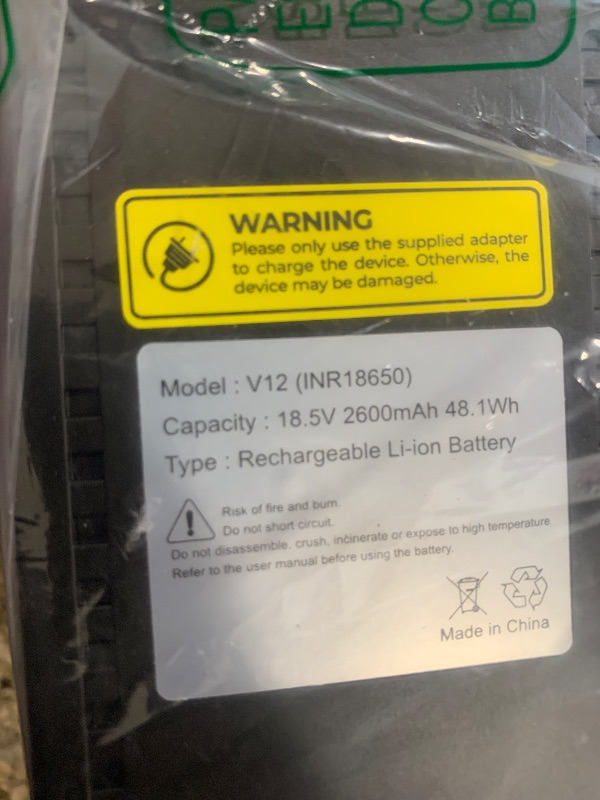 WARNING
Please only use the supplied adapter
to charge the device. Otherwise, the
device may be damaged.
Model : V12 (INR18650)
Capacity : 18.5V 2600mAh 48.1Wh
Type : Rechargeable Li-ion Battery
Risk of fire and burn.
Do not short circuit.
Do not disassemble, crush, incinerate or expose to high temperature
Refer to the user manual before using the battery.
Made in China